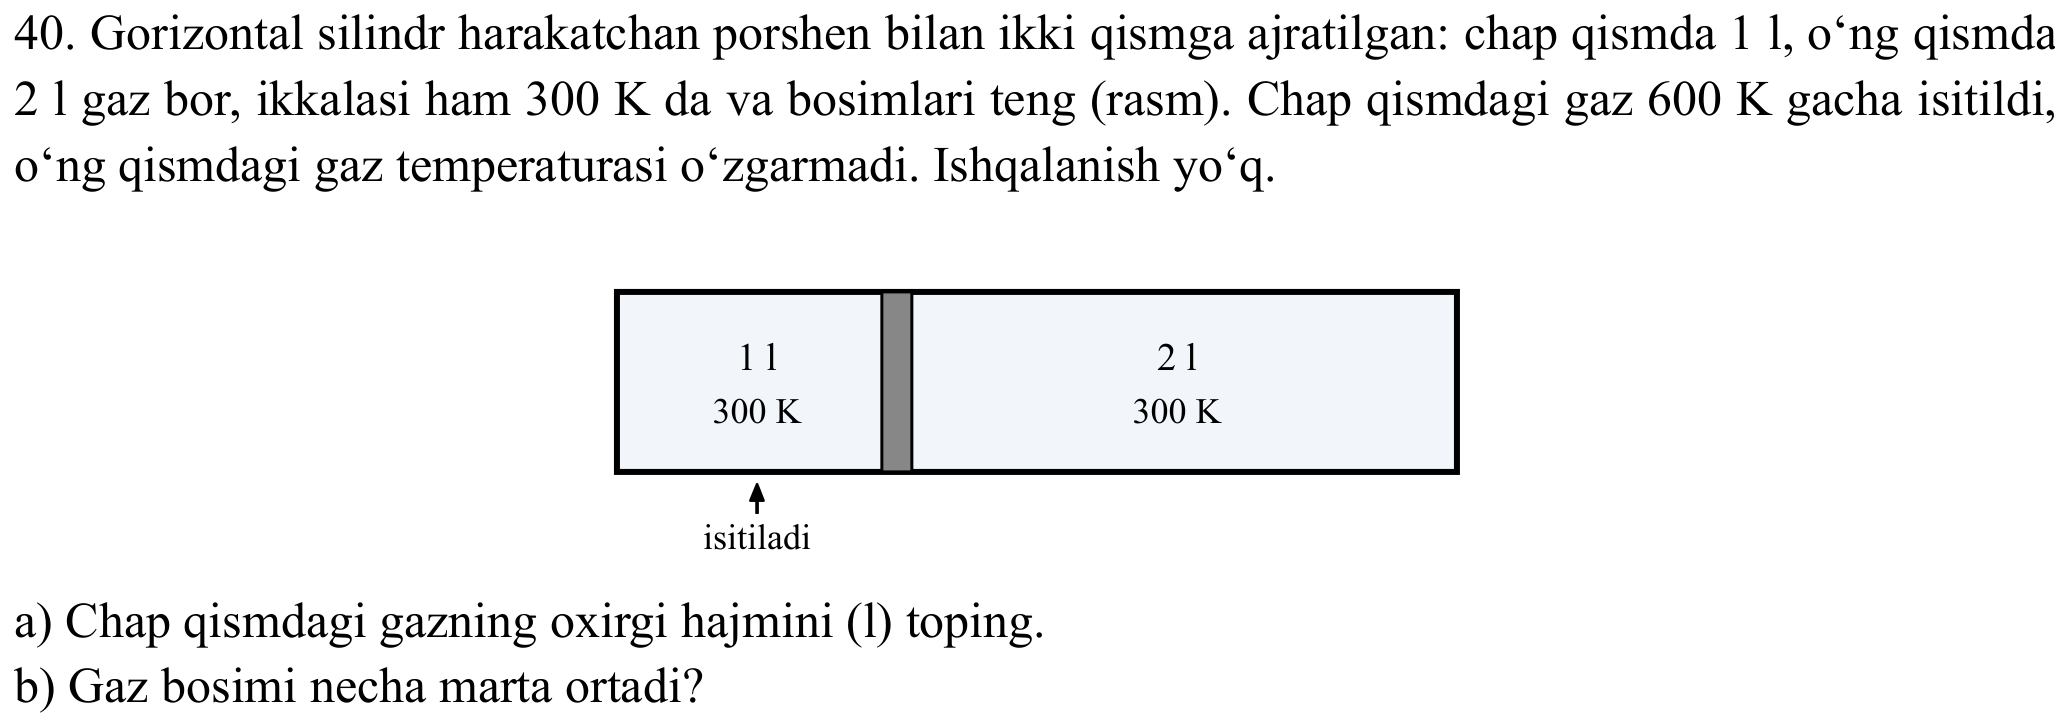 40. Gorizontal silindr harakatchan porshen bilan ikki qismga ajratilgan: chap qismda 1 l, o‘ng qismda
2 l gaz bor, ikkalasi ham 300 K da va bosimlari teng (rasm). Chap qismdagi gaz 600 K gacha isitildi,
o‘ng qismdagi gaz temperaturasi o‘zgarmadi. Ishqalanish yo‘q.
1 l
300 K
2 l
300 K
isitiladi
a) Chap qismdagi gazning oxirgi hajmini (l) toping.
b) Gaz bosimi necha marta ortadi?